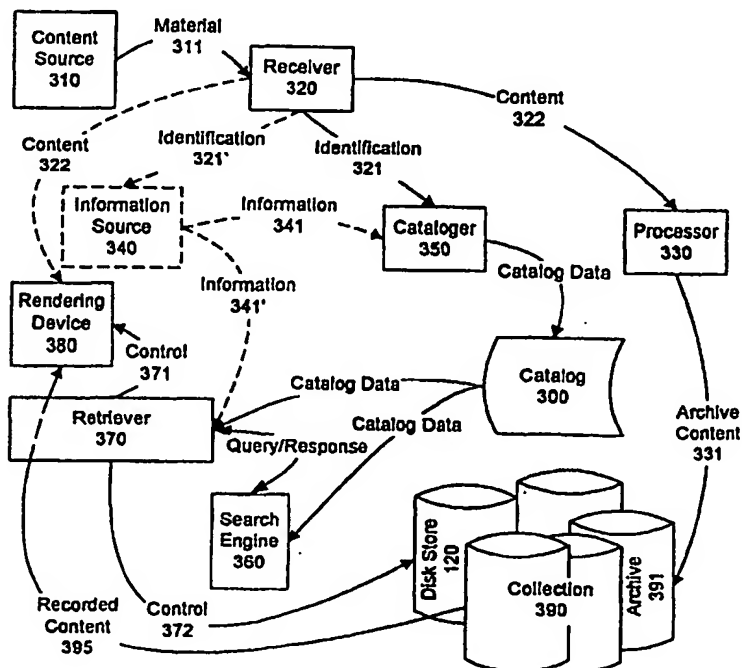 Content
Source
310
Material
311
Receiver
320
Content
322
Identification
321'
Identification
321
Content
322
Information
Source
340
Information
341
Cataloger
350
Processor
330
Catalog Data
Information
341'
Rendering
Device
380
Control
371
Catalog Data
Catalog
300
Retriever
370
Catalog Data
Archive
Content
331
Query/Response
Search
Engine
360
Disk Store
120
Collection
390
Archive
391
Recorded
Content
395
Control
372